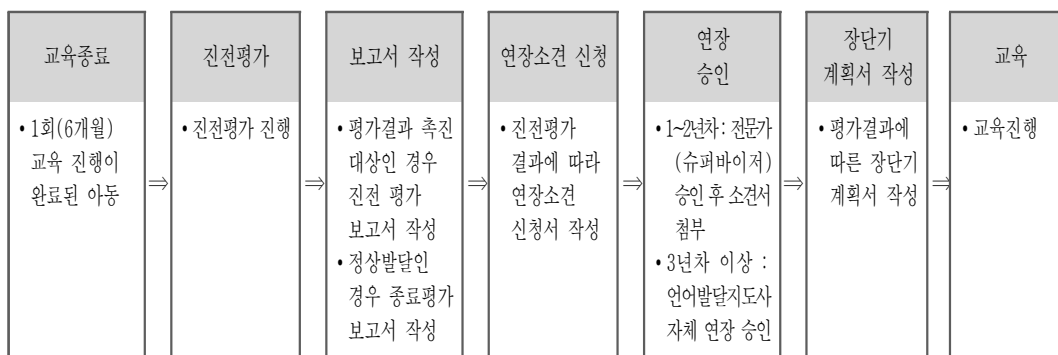 교육종료
• 1회(6개월)
교육 진행이
완료된 아동
⇒
진전평가
• 진전평가 진행
⇒
보고서 작성
• 평가결과 촉진
대상인 경우
진전 평가
보고서 작성
• 정상발달인
경우 종료평가
보고서 작성
⇒
연장소견 신청
• 진전평가
결과에 따라
연장소견
신청서 작성
⇒
연장
승인
• 1~2년차 : 전문가
(슈퍼바이저)
승인 후 소견서
첨부
• 3년차 이상 :
언어발달지도사
자체 연장 승인
⇒
장단기
계획서 작성
• 평가결과에
따른 장단기
계획서 작성
⇒
교육
• 교육진행